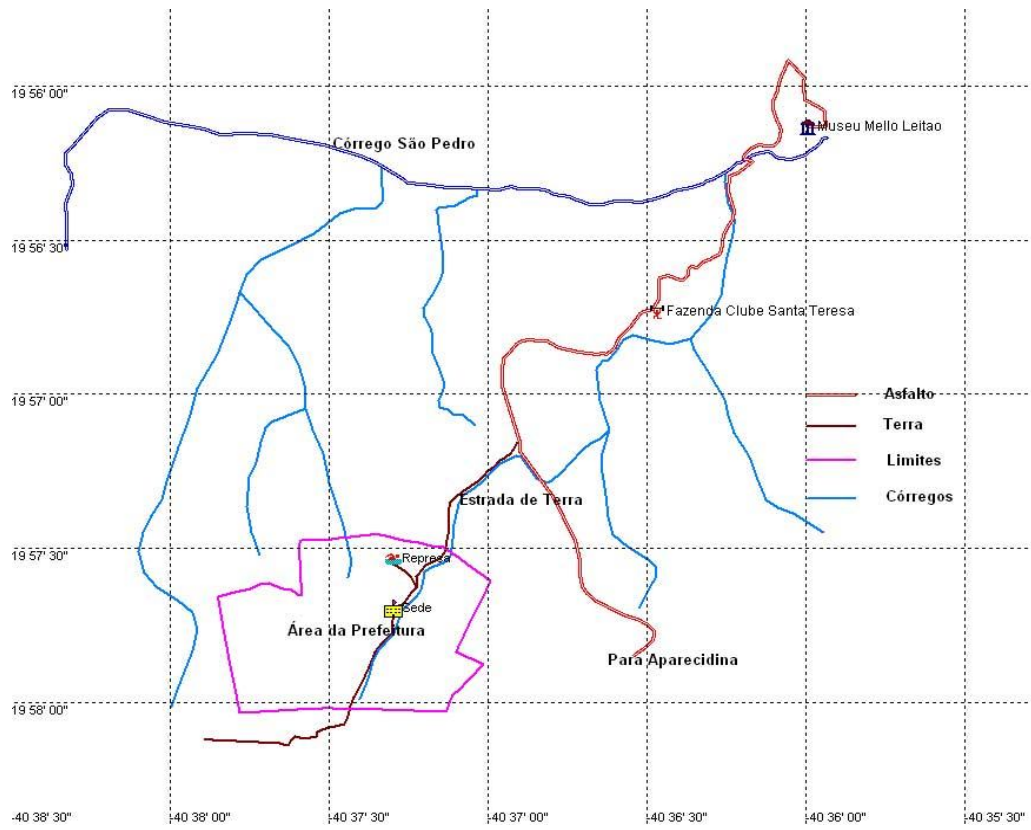 19 56' 00"
Museu Mello Leitao
Córrego São Pedro
19 56' 30"
Fazenda Clube Santa Teresa
19 57' 00"
Asfalto
Terra
Limites
Córregos
Estrada de Terra
19 57' 30"
Represa
Sede
Área da Prefeitura
Para Aparecidina
19 58' 00"
-40 38' 30"
-40 38' 00"
-40 37' 30"
-40 37' 00"
-40 36' 30"
-40 36' 00"
-40 35' 30"